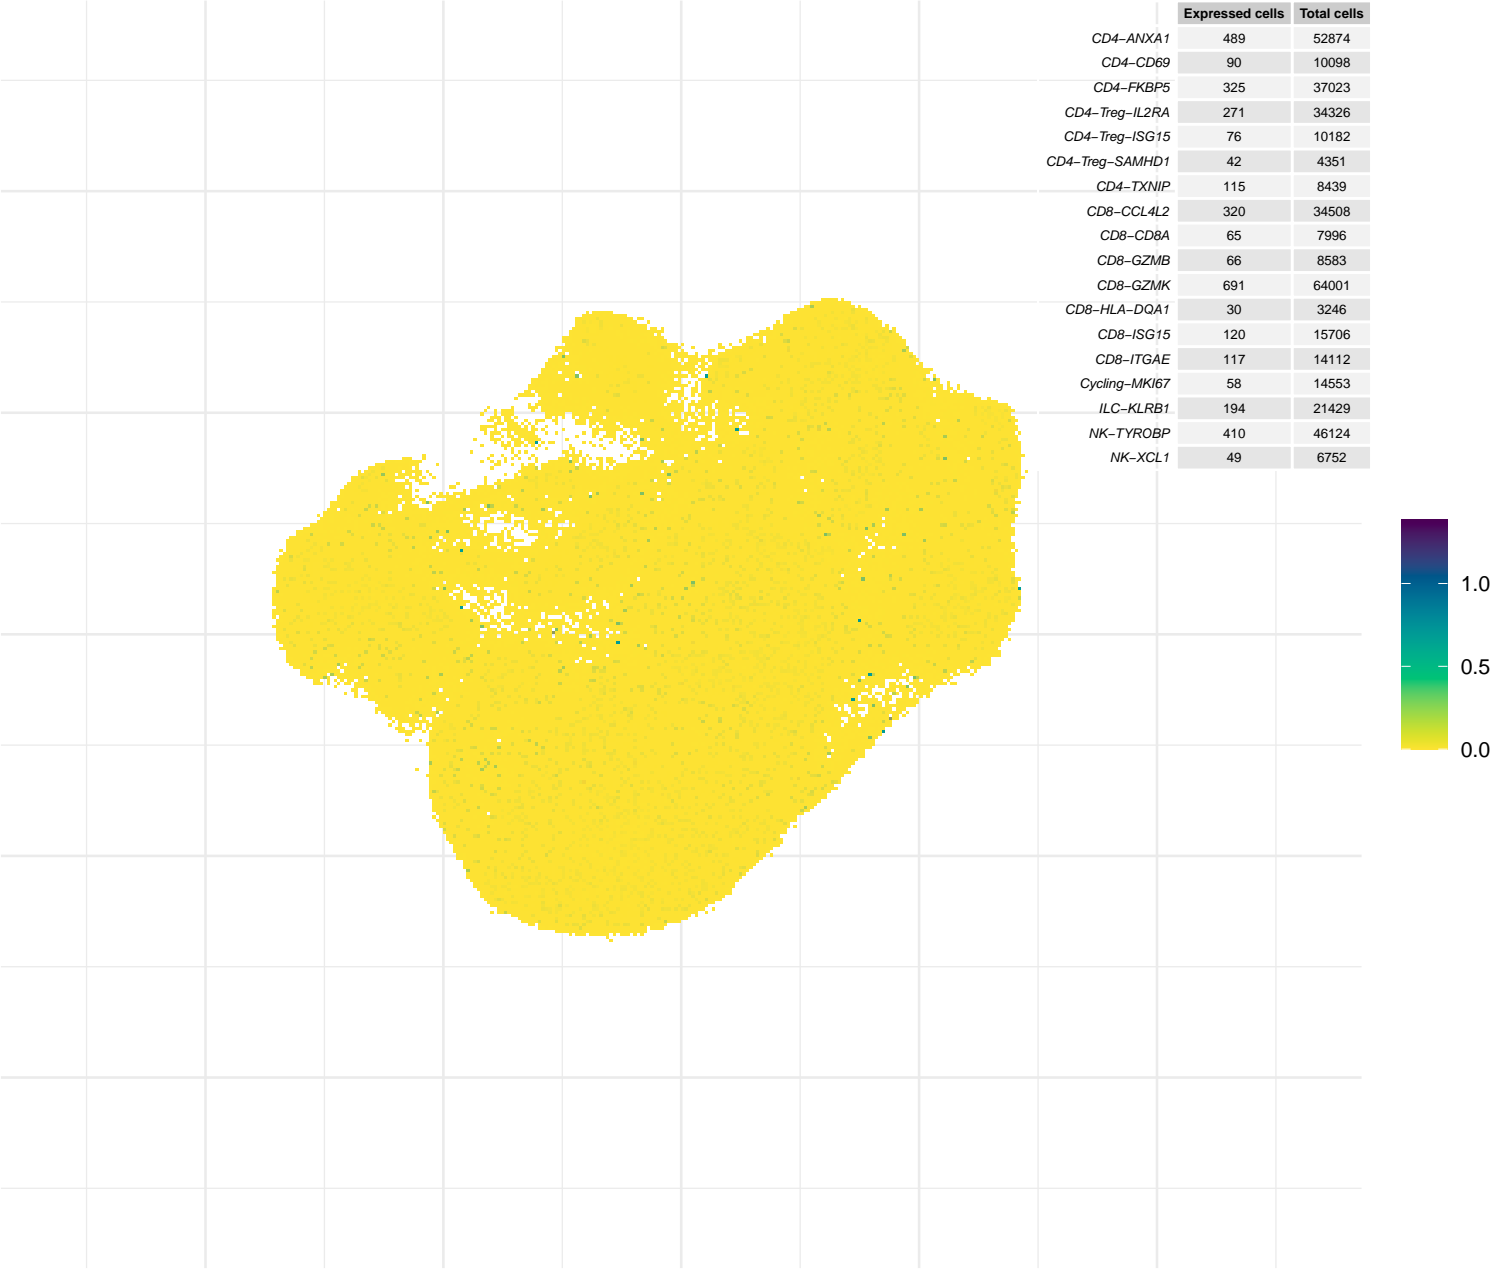 Expressed cells Total cells
CD4−ANXA1 489 52874
CD4−CD69 90 10098
CD4−FKBP5 325 37023
CD4−Treg−IL2RA 271 34326
CD4−Treg−ISG15 76 10182
CD4−Treg−SAMHD1 42 4351
CD4−TXNIP 115 8439
CD8−CCL4L2 320 34508
CD8−CD8A 65 7996
CD8−GZMB 66 8583
CD8−GZMK 691 64001
CD8−HLA−DQA1 30 3246
CD8−ISG15 120 15706
CD8−ITGAE 117 14112
Cycling−MKI67 58 14553
ILC−KLRB1 194 21429
NK−TYROBP 410 46124
NK−XCL1 49 6752
1.0
0.5
0.0